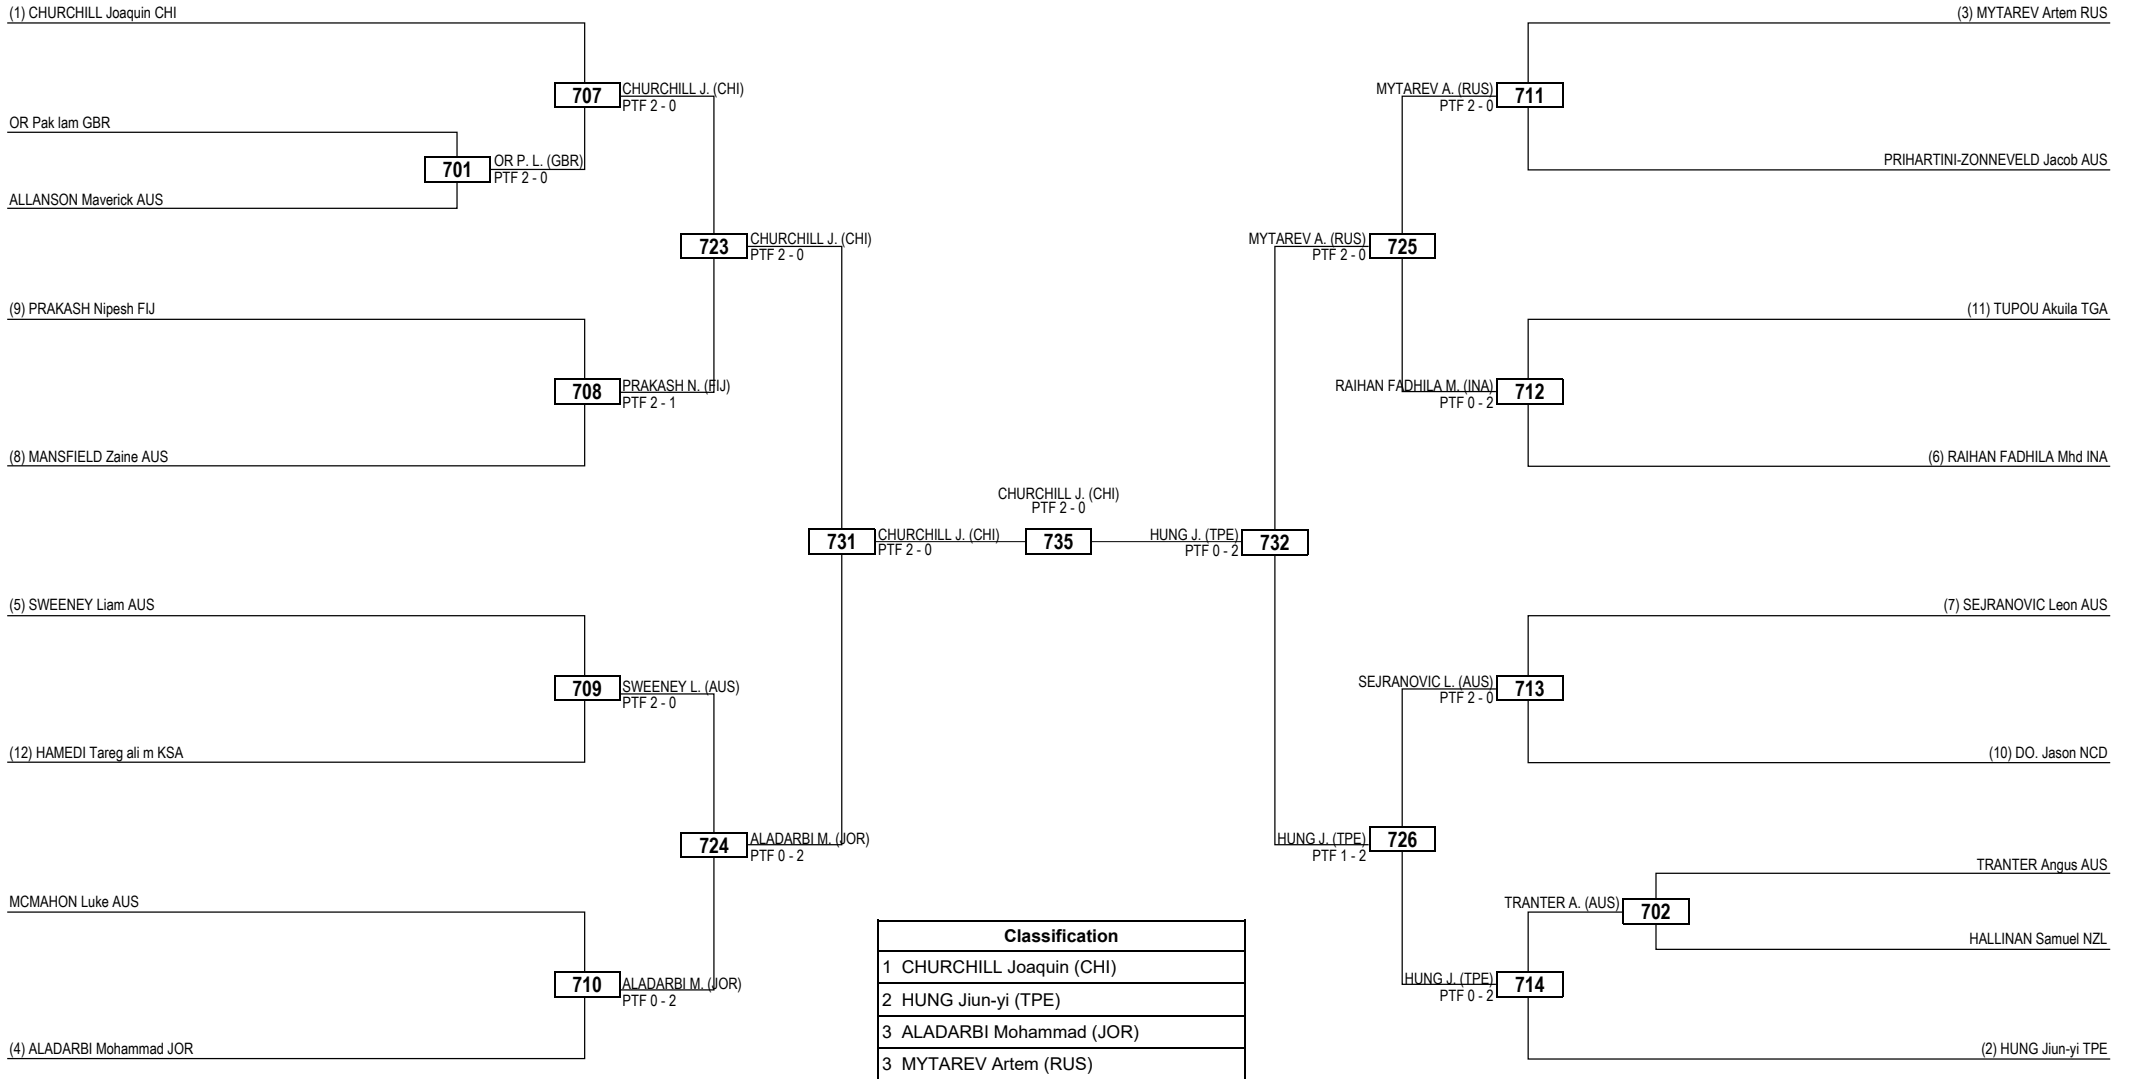 (1) CHURCHILL Joaquin CHI
707
CHURCHILL J. (CHI)
PTF 2 - 0
OR Pak lam GBR
701
OR P. L. (GBR)
PTF 2 - 0
ALLANSON Maverick AUS
723
CHURCHILL J. (CHI)
PTF 2 - 0
(9) PRAKASH Nipesh FIJ
708
PRAKASH N. (FIJ)
PTF 2 - 1
(8) MANSFIELD Zaine AUS
731
CHURCHILL J. (CHI)
PTF 2 - 0
(5) SWEENEY Liam AUS
709
SWEENEY L. (AUS)
PTF 2 - 0
(12) HAMEDI Tareg ali m KSA
724
ALADARBI M. (JOR)
PTF 0 - 2
MCMAHON Luke AUS
710
ALADARBI M. (JOR)
PTF 0 - 2
(4) ALADARBI Mohammad JOR
CHURCHILL J. (CHI)
PTF 2 - 0
735
(3) MYTAREV Artem RUS
MYTAREV A. (RUS)
PTF 2 - 0
711
PRIHARTINI-ZONNEVELD Jacob AUS
MYTAREV A. (RUS)
PTF 2 - 0
725
(11) TUPOU Akuila TGA
RAIHAN FADHILA M. (INA)
PTF 0 - 2
712
(6) RAIHAN FADHILA Mhd INA
HUNG J. (TPE)
PTF 0 - 2
732
(7) SEJRANOVIC Leon AUS
SEJRANOVIC L. (AUS)
PTF 2 - 0
713
(10) DO. Jason NCD
HUNG J. (TPE)
PTF 1 - 2
726
TRANTER Angus AUS
TRANTER A. (AUS)
702
HALLINAN Samuel NZL
HUNG J. (TPE)
PTF 0 - 2
714
(2) HUNG Jiun-yi TPE
Classification
1 CHURCHILL Joaquin (CHI)
2 HUNG Jiun-yi (TPE)
3 ALADARBI Mohammad (JOR)
3 MYTAREV Artem (RUS)